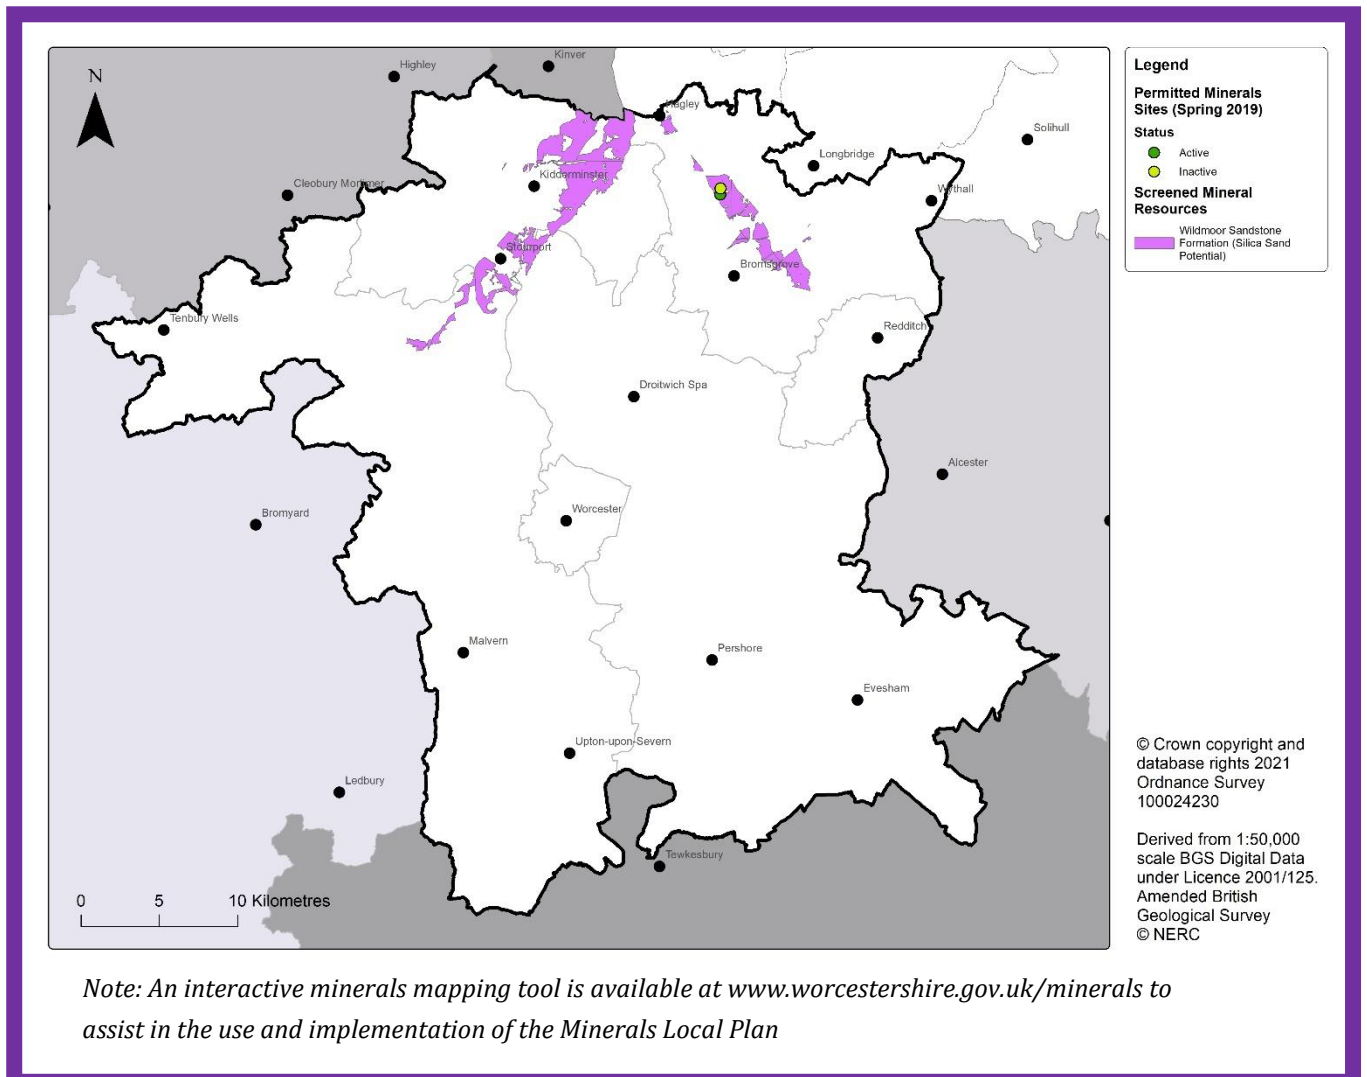 Highley
Kinver
N
Hagley
Solihull
Longbridge
Cleobury Mortimer
Kidderminster
Wythall
Stourport
Bromsgrove
Tenbury Wells
Redditch
Droitwich Spa
Alcester
Bromyard
Worcester
Malvern
Pershore
Evesham
Upton-upon-Severn
Ledbury
Tewkesbury
0 5 10 Kilometres
Legend
Permitted Minerals
Sites (Spring 2019)
Status
Active
Inactive
Screened Mineral
Resources
Wildmoor Sandstone
Formation (Silica Sand
Potential)
© Crown copyright and
database rights 2021
Ordnance Survey
100024230
Derived from 1:50,000
scale BGS Digital Data
under Licence 2001/125.
Amended British
Geological Survey
© NERC
Note: An interactive minerals mapping tool is available at www.worcestershire.gov.uk/minerals to
assist in the use and implementation of the Minerals Local Plan